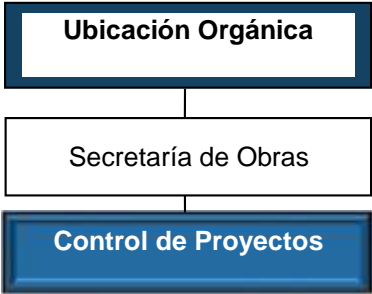 Ubicación Orgánica
Secretaría de Obras
Control de Proyectos